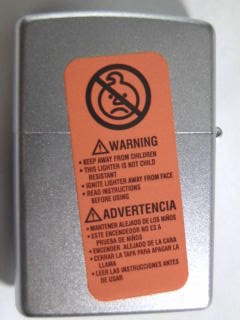 WARNING
• KEEP AWAY FROM CHILDREN
• THIS LIGHTER IS NOT CHILD
RESISTANT
• IGNITE LIGHTER AWAY FROM FACE
• READ INSTRUCTIONS
BEFORE USING
ADVERTENCIA
• MANTENER ALEJADO DE LOS NIÑOS
• ESTE ENCENDEDOR NO ES A
PRUEBA DE NIÑOS
• ENCENDER ALEJADO DE LA CARA
• CERRAR LA TAPA PARA APAGAR LA
LLAMA
• LEER LAS INSTRUCCIONES ANTES
DE USAR